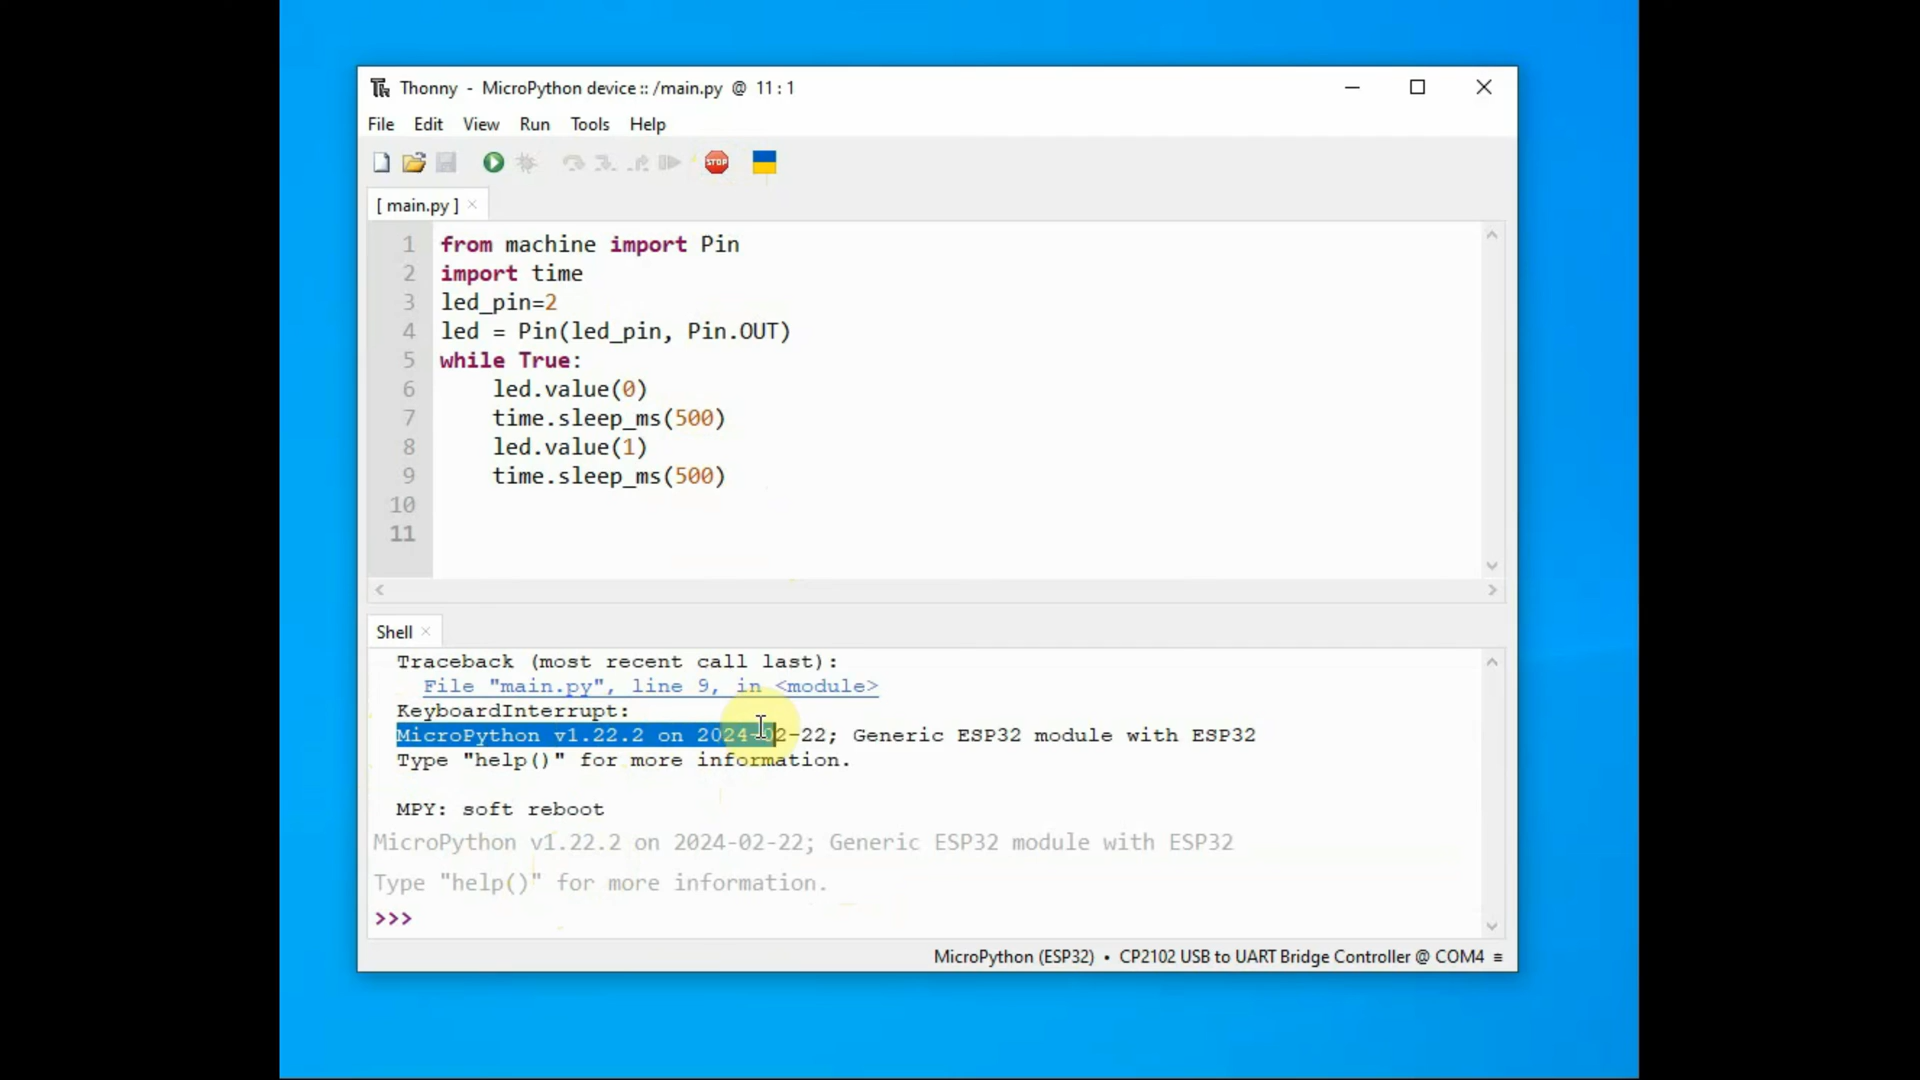 Thonny - MicroPython device :: /main.py @ 11 : 1
File Edit View Run Tools Help
STOP
[ main.py ] ×
1 from machine import Pin
2 import time
3 led_pin=2
4 led = Pin(led_pin, Pin.OUT)
5 while True:
6     led.value(0)
7     time.sleep_ms(500)
8     led.value(1)
9     time.sleep_ms(500)
10
11
Shell ×
Traceback (most recent call last):
  File "main.py", line 9, in <module>
KeyboardInterrupt:
MicroPython v1.22.2 on 2024-02-22; Generic ESP32 module with ESP32
Type "help()" for more information.
MPY: soft reboot
MicroPython v1.22.2 on 2024-02-22; Generic ESP32 module with ESP32
Type "help()" for more information.
>>>
MicroPython (ESP32) • CP2102 USB to UART Bridge Controller @ COM4 ≡